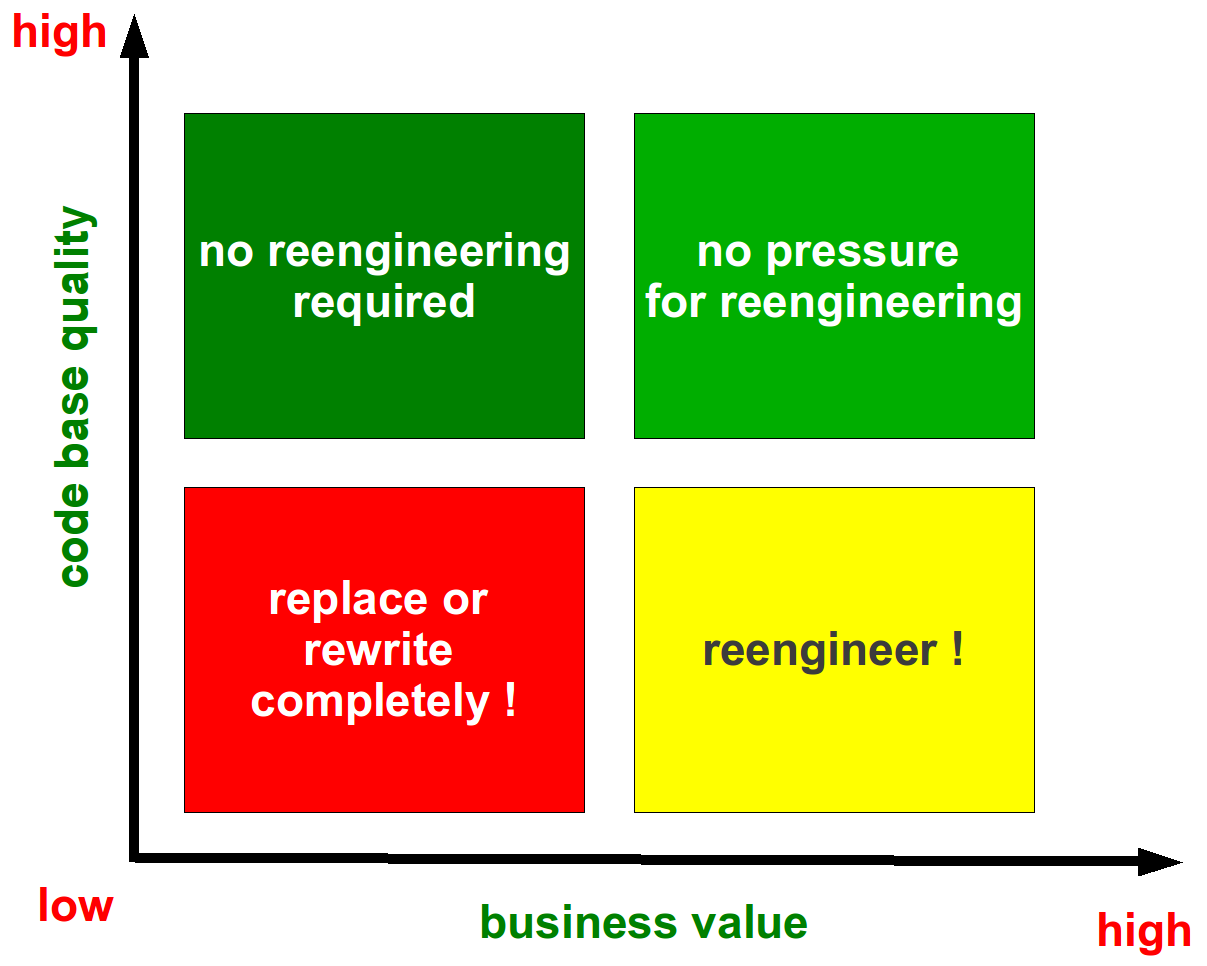 high
code base quality
no reengineering
required
no pressure
for reengineering
replace or
rewrite
completely !
reengineer !
low
business value
high